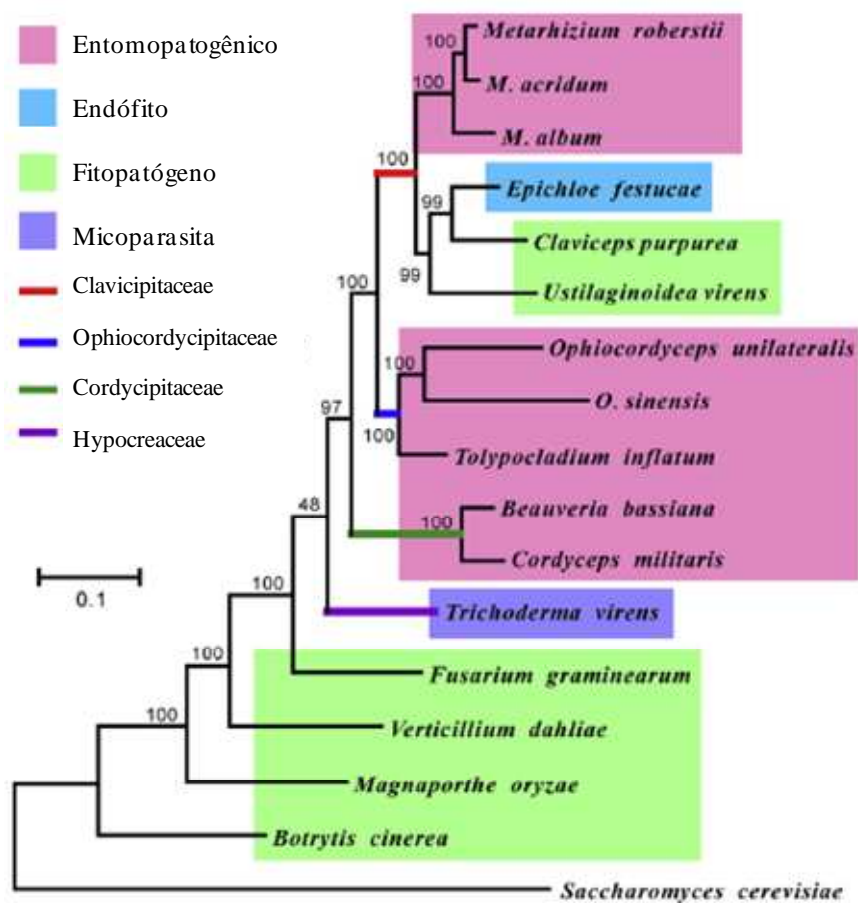 Entomopatogênico
Endófito
Fitopatógeno
Micoparasita
Clavicipitaceae
Ophiocordycipitaceae
Cordycipitaceae
Hypocreaceae
0.1
100
Metarhizium roberstii
100
M. acridum
M. album
100
99
Epichloe festucae
Claviceps purpurea
99
Ustilaginoidea virens
100
100
Ophiocordyceps unilateralis
O. sinensis
100
Tolypocladium inflatum
97
100
Beauveria bassiana
Cordyceps militaris
48
Trichoderma virens
100
Fusarium graminearum
100
Verticillium dahliae
100
Magnaporthe oryzae
Botrytis cinerea
Saccharomyces cerevisiae